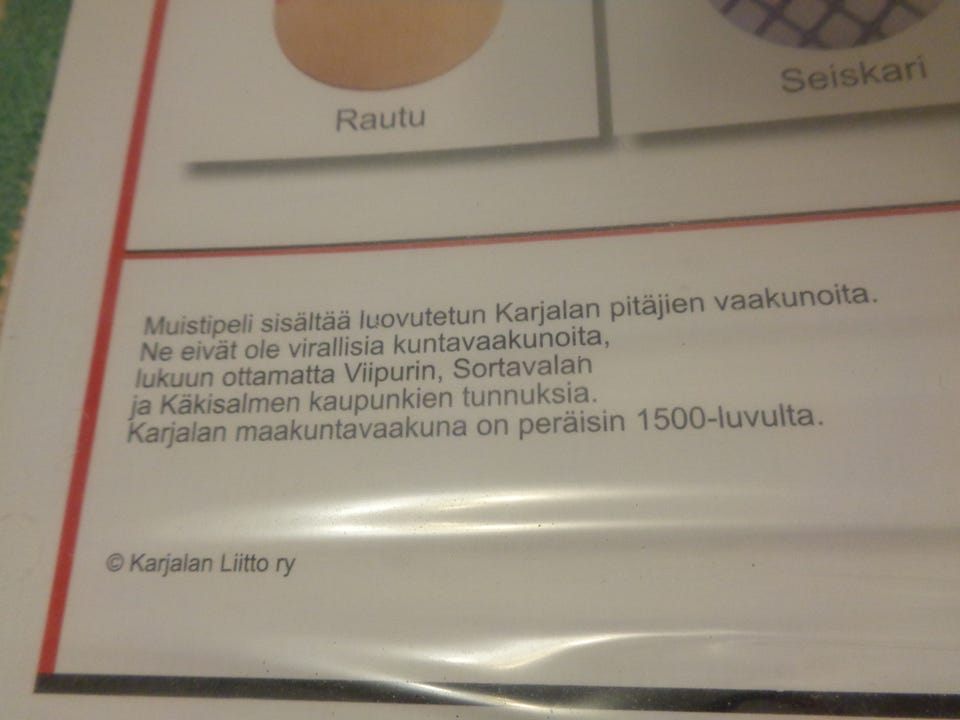 Rautu
Seiskari
Muistipeli sisältää luovutetun Karjalan pitäjien vaakunoita.
Ne eivät ole virallisia kuntavaakunoita,
lukuun ottamatta Viipurin, Sortavalan
ja Käkisalmen kaupunkien tunnuksia.
Karjalan maakuntavaakuna on peräisin 1500-luvulta.
© Karjalan Liitto ry